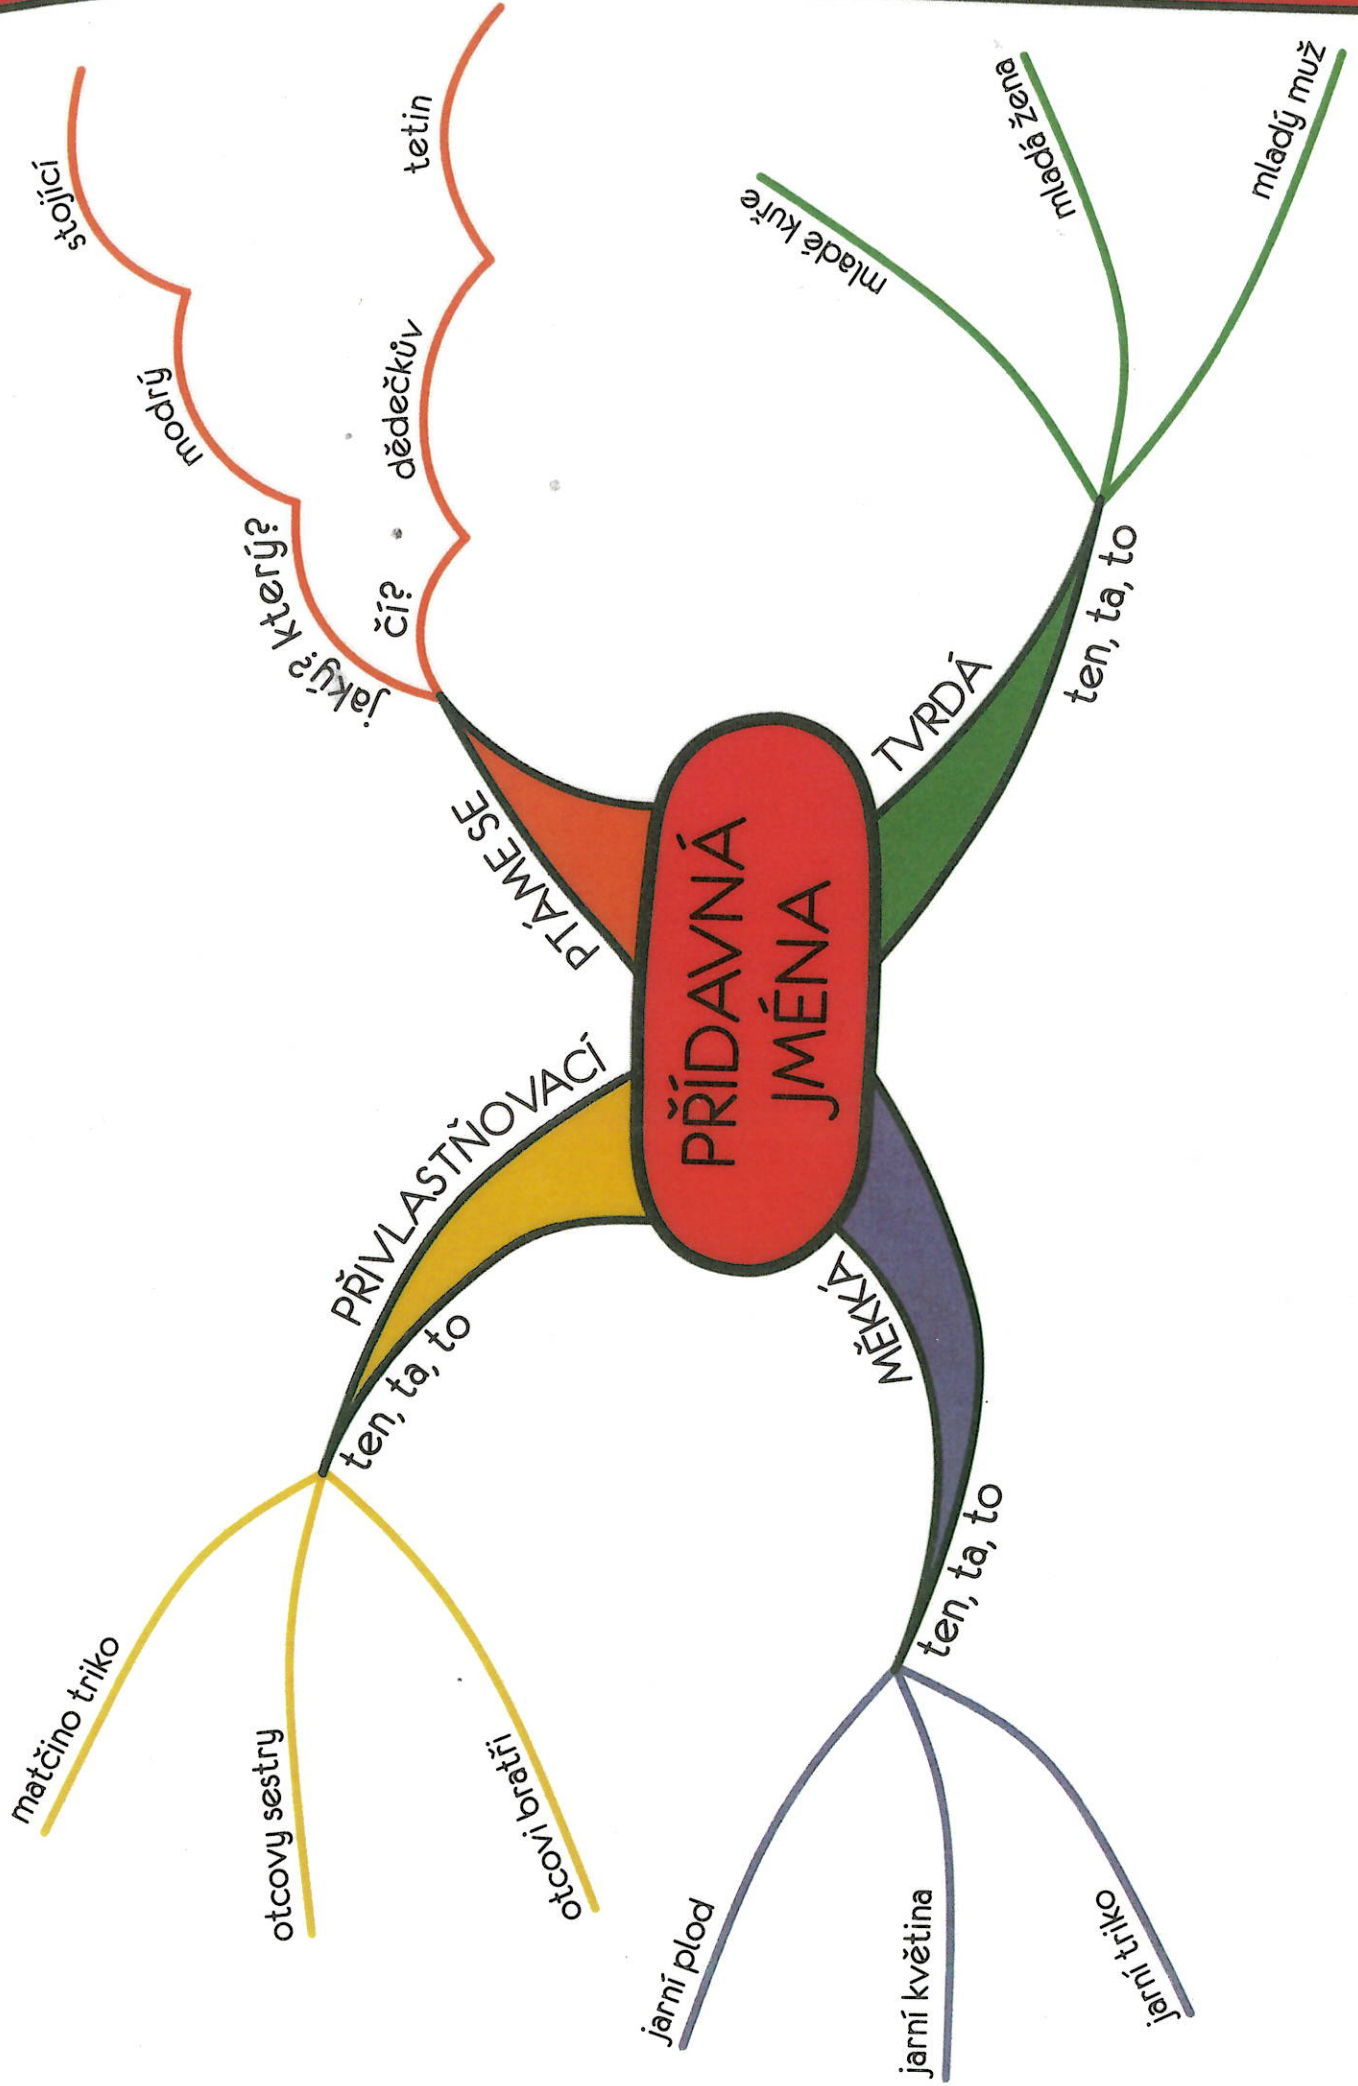 PŘÍDAVNÁ
JMÉNA
PTÁME SE
jaký? který?
modrý
stojící
čí?
dědečkův
tetin
TVRDÁ
ten, ta, to
mladé kuře
mladá žena
mladý muž
MĚKKÁ
ten, ta, to
jarní plod
jarní květina
jarní triko
PŘIVLASTŇOVACÍ
ten, ta, to
matčino triko
otcovy sestry
otcovi bratři